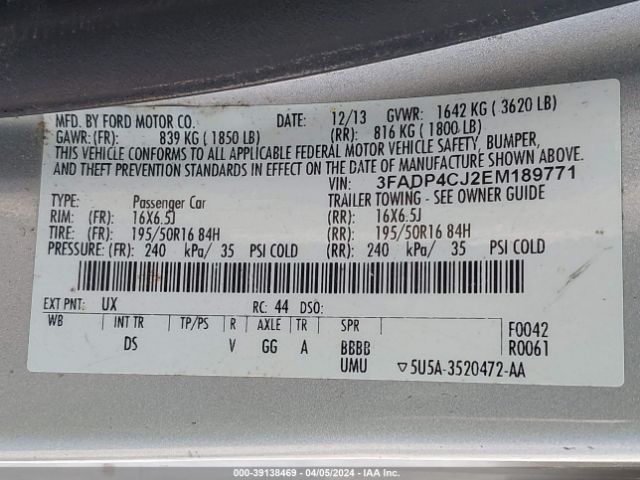 MFD. BY FORD MOTOR CO. DATE: 12/13 GVWR: 1642 KG ( 3620 LB)
GAWR:(FR): 839 KG ( 1850 LB) (RR): 816 KG ( 1800 LB)
THIS VEHICLE CONFORMS TO ALL APPLICABLE FEDERAL MOTOR VEHICLE SAFETY, BUMPER,
AND THEFT PREVENTION STANDARDS IN EFFECT ON THE DATE OF MANUFACTURE SHOWN ABOVE.
VIN: 3FADP4CJ2EM189771
TYPE: Passenger Car TRAILER TOWING - SEE OWNER GUIDE
RIM: (FR): 16X6.5J (RR): 16X6.5J
TIRE: (FR): 195/50R16 84H (RR): 195/50R16 84H
PRESSURE:(FR): 240 kPa/ 35 PSI COLD (RR): 240 kPa/ 35 PSI COLD
EXT PNT: UX RC: 44 DSO:
WB INT TR TP/PS R AXLE TR SPR F0042
DS V GG A BBBB R0061
UMU ▽5U5A-3520472-AA
000-39138469 - 04/05/2024 - IAA Inc.